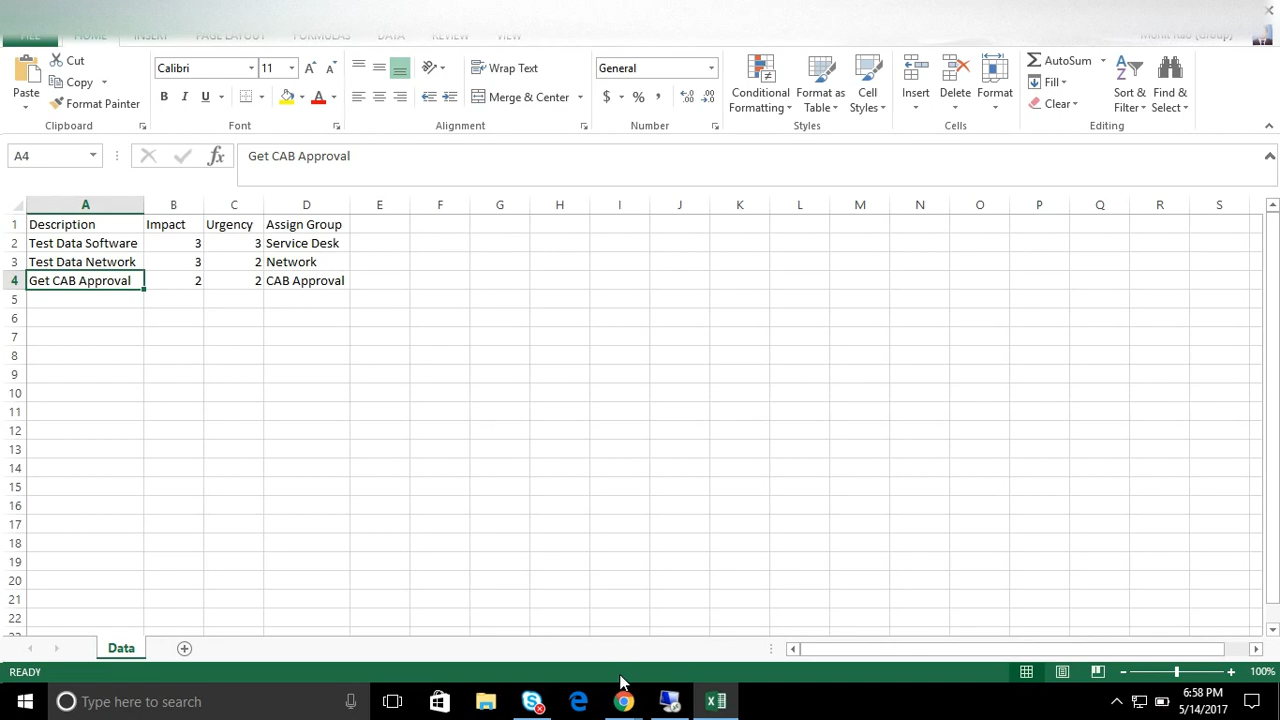 FILE HOME INSERT PAGE LAYOUT FORMULAS DATA REVIEW VIEW
Cut Calibri 11 Wrap Text General AutoSum
Copy Fill
Paste Format Painter B I U Merge & Center $ % , Conditional Format as Cell Insert Delete Format Sort & Find &
Formatting Table Styles Clear Filter Select
Clipboard Font Alignment Number Styles Cells Editing
A4 fx Get CAB Approval
A B C D E F G H I J K L M N O P Q R S
1 Description Impact Urgency Assign Group
2 Test Data Software 3 3 Service Desk
3 Test Data Network 3 2 Network
4 Get CAB Approval 2 2 CAB Approval
5
6
7
8
9
10
11
12
13
14
15
16
17
18
19
20
21
22
Data
READY 100%
Type here to search 6:58 PM
5/14/2017